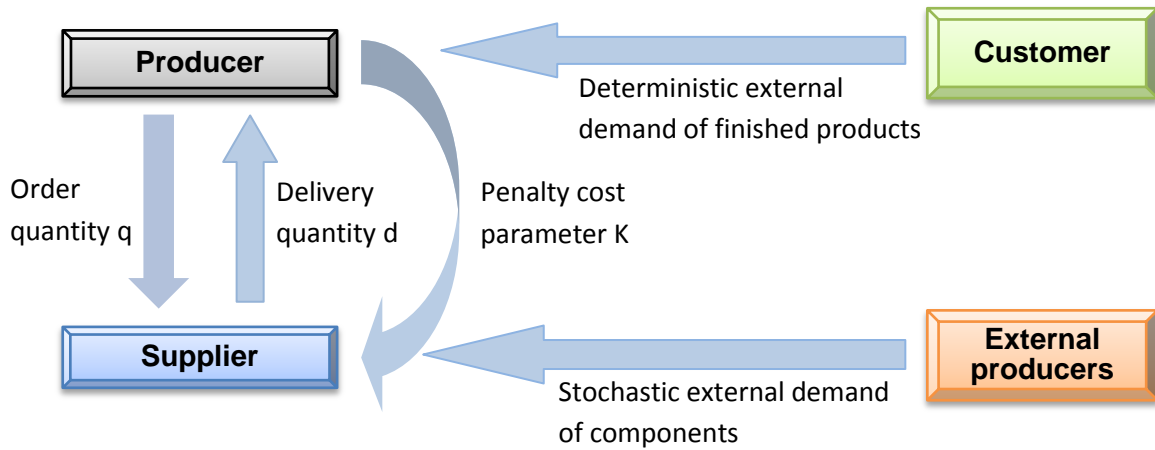 Producer
Customer
Deterministic external
demand of finished products
Order
quantity q
Delivery
quantity d
Penalty cost
parameter K
Supplier
External
producers
Stochastic external demand
of components